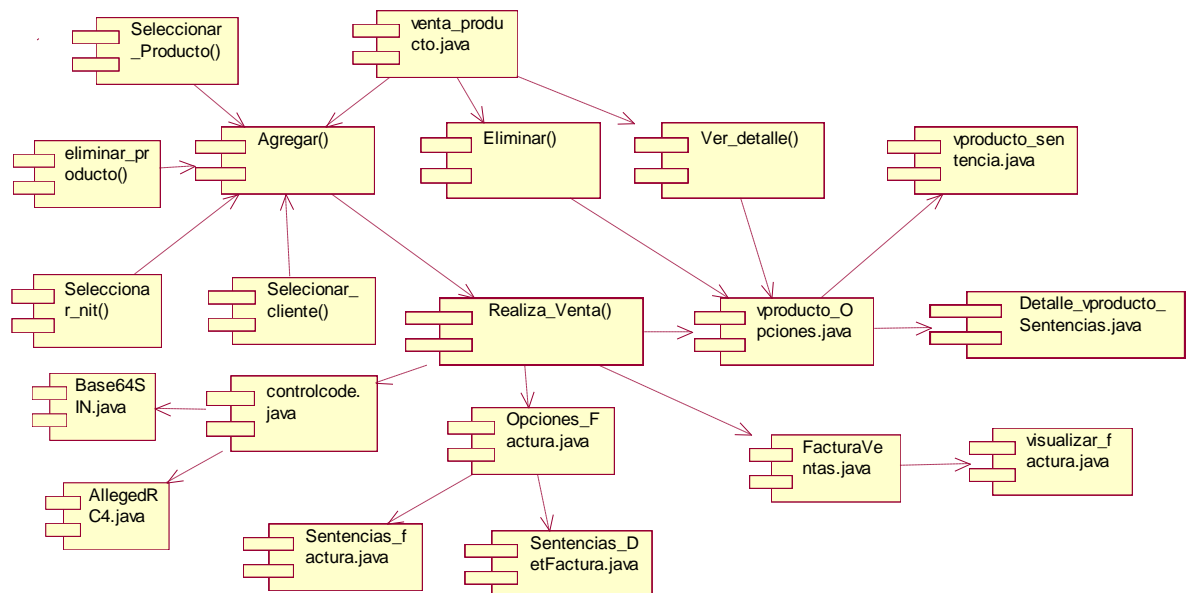 Seleccionar
_Producto()
venta_produ
cto.java
Agregar()
Eliminar()
Ver_detalle()
vproducto_sen
tencia.java
eliminar_pr
oducto()
Selecciona
r_nit()
Selecionar_
cliente()
Realiza_Venta()
vproducto_O
pciones.java
Detalle_vproducto_
Sentencias.java
Base64S
IN.java
controlcode.
java
Opciones_F
actura.java
FacturaVe
ntas.java
visualizar_f
actura.java
AllegedR
C4.java
Sentencias_f
actura.java
Sentencias_D
etFactura.java